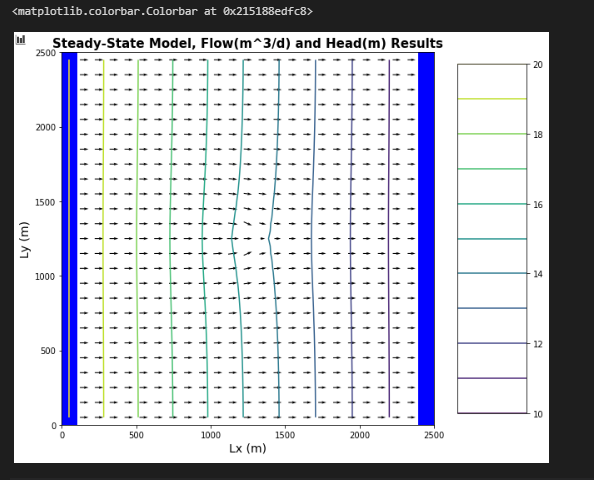 <matplotlib.colorbar.Colorbar at 0x215188edfc8>
Steady-State Model, Flow(m^3/d) and Head(m) Results
2500
2000
1500
1000
500
0
Ly (m)
0 500 1000 1500 2000 2500
Lx (m)
20
18
16
14
12
10